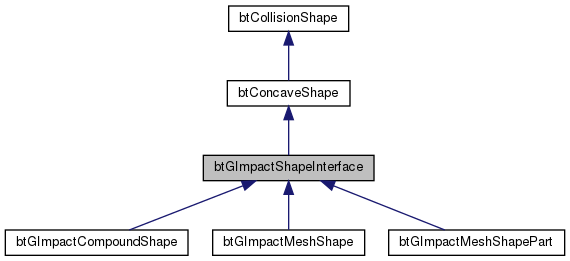 btCollisionShape
btConcaveShape
btGImpactShapeInterface
btGImpactCompoundShape
btGImpactMeshShape
btGImpactMeshShapePart